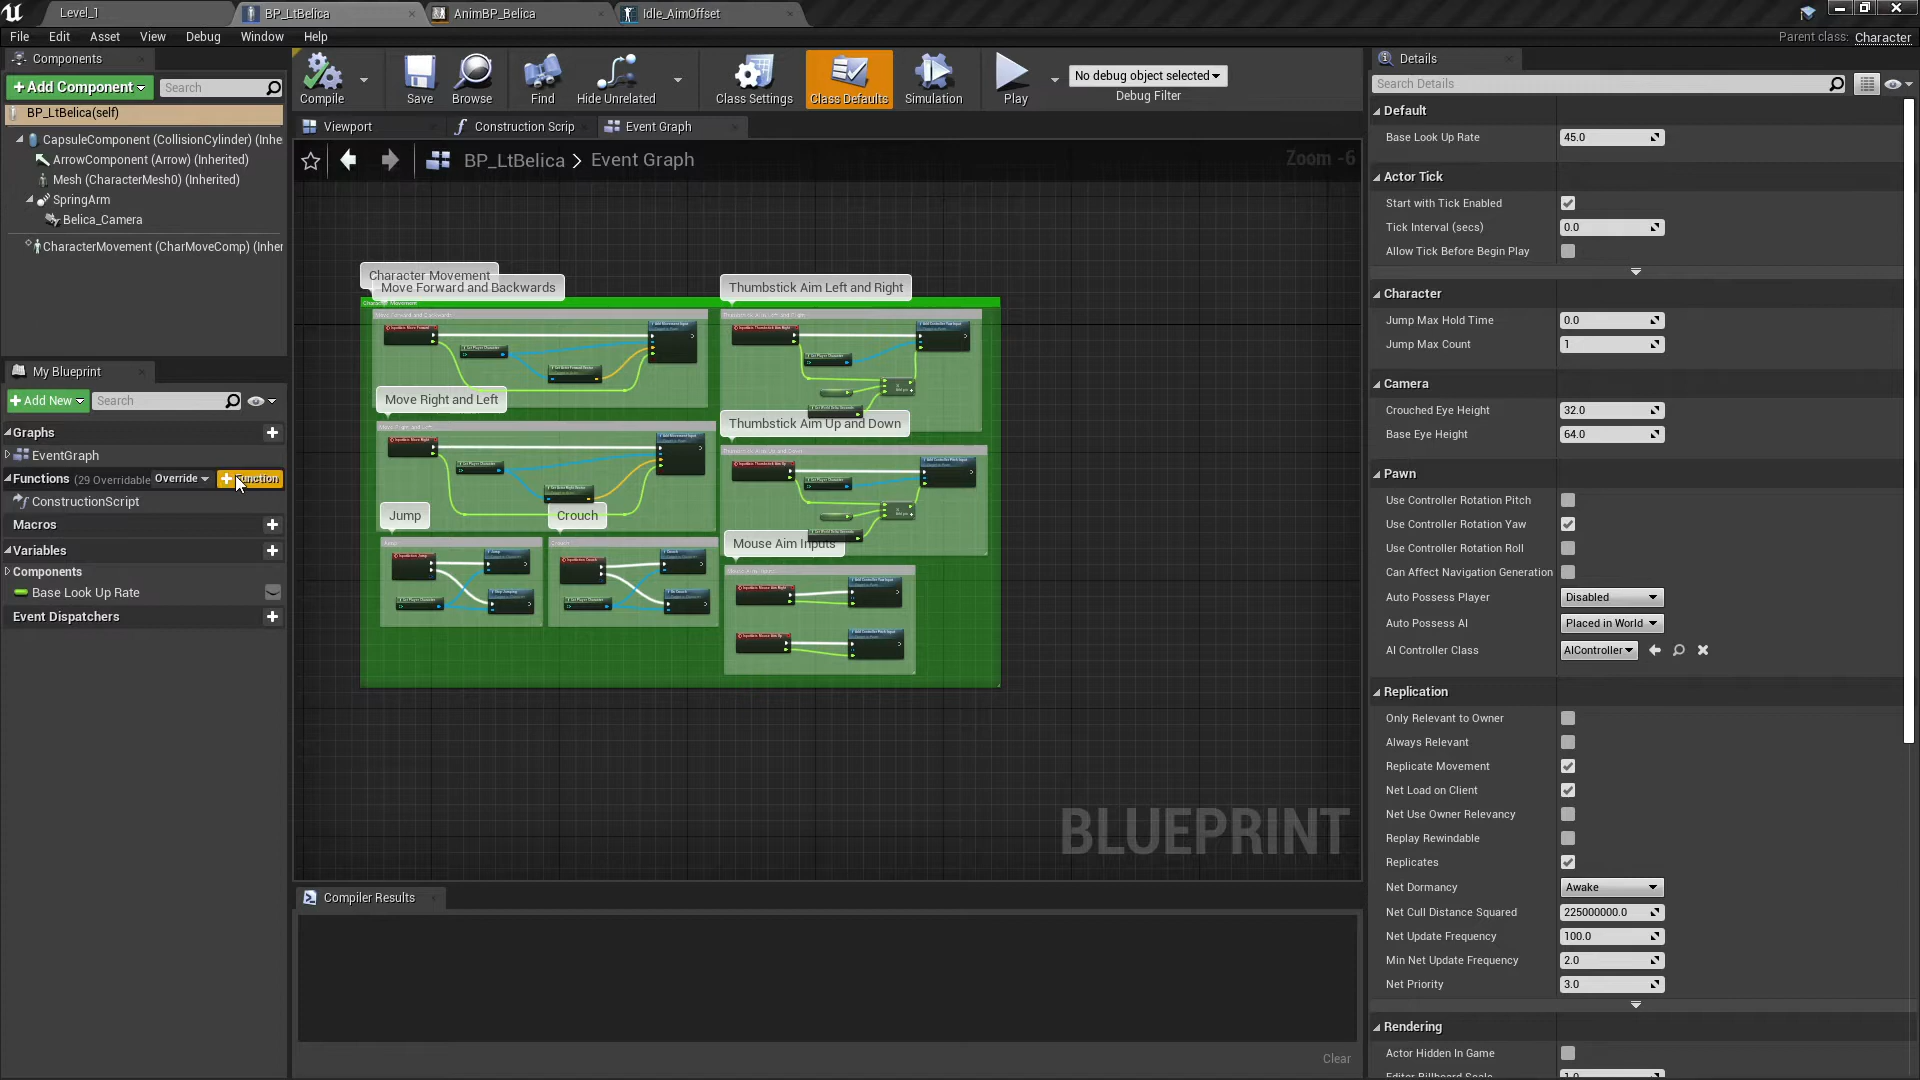 Level_1
BP_LtBelica
AnimBP_Belica
Idle_AimOffset
File Edit Asset View Debug Window Help
Parent class: Character
Components
+Add Component
Search
BP_LtBelica(self)
CapsuleComponent (CollisionCylinder) (Inhe
ArrowComponent (Arrow) (Inherited)
Mesh (CharacterMesh0) (Inherited)
SpringArm
Belica_Camera
CharacterMovement (CharMoveComp) (Inher
My Blueprint
+Add New
Search
Graphs
EventGraph
Functions (29 Overridable
Override
unction
ConstructionScript
Macros
Variables
Components
Base Look Up Rate
Event Dispatchers
Compile
Save
Browse
Find
Hide Unrelated
Class Settings
Class Defaults
Simulation
Play
No debug object selected
Debug Filter
Viewport
Construction Scrip
Event Graph
BP_LtBelica > Event Graph
Zoom -6
Character Movement
Move Forward and Backwards
Thumbstick Aim Left and Right
Move Right and Left
Thumbstick Aim Up and Down
Jump
Crouch
Mouse Aim Inputs
BLUEPRINT
Compiler Results
Clear
Details
Search Details
Default
Base Look Up Rate 45.0
Actor Tick
Start with Tick Enabled
Tick Interval (secs) 0.0
Allow Tick Before Begin Play
Character
Jump Max Hold Time 0.0
Jump Max Count 1
Camera
Crouched Eye Height 32.0
Base Eye Height 64.0
Pawn
Use Controller Rotation Pitch
Use Controller Rotation Yaw
Use Controller Rotation Roll
Can Affect Navigation Generation
Auto Possess Player Disabled
Auto Possess AI Placed in World
AI Controller Class AIController
Replication
Only Relevant to Owner
Always Relevant
Replicate Movement
Net Load on Client
Net Use Owner Relevancy
Replay Rewindable
Replicates
Net Dormancy Awake
Net Cull Distance Squared 225000000.0
Net Update Frequency 100.0
Min Net Update Frequency 2.0
Net Priority 3.0
Rendering
Actor Hidden In Game
Editor Billboard Scale 1.0